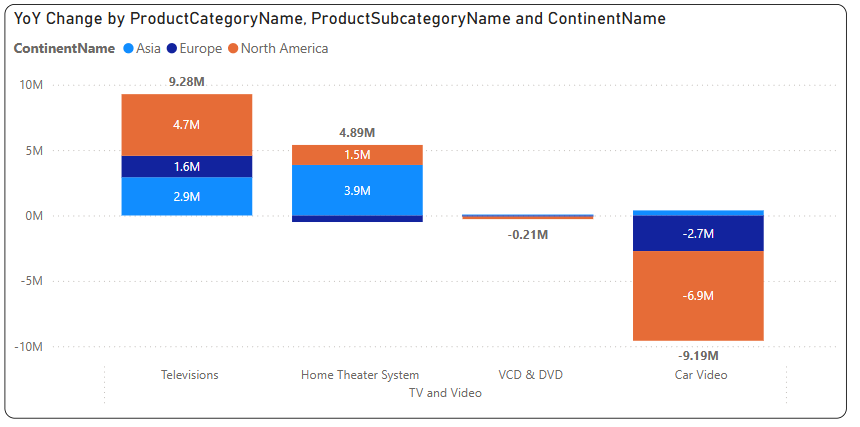 YoY Change by ProductCategoryName, ProductSubcategoryName and ContinentName
ContinentName Asia Europe North America
10M
5M
0M
-5M
-10M
9.28M
4.7M
1.6M
2.9M
4.89M
1.5M
3.9M
-0.21M
-2.7M
-6.9M
-9.19M
Televisions Home Theater System VCD & DVD Car Video
TV and Video